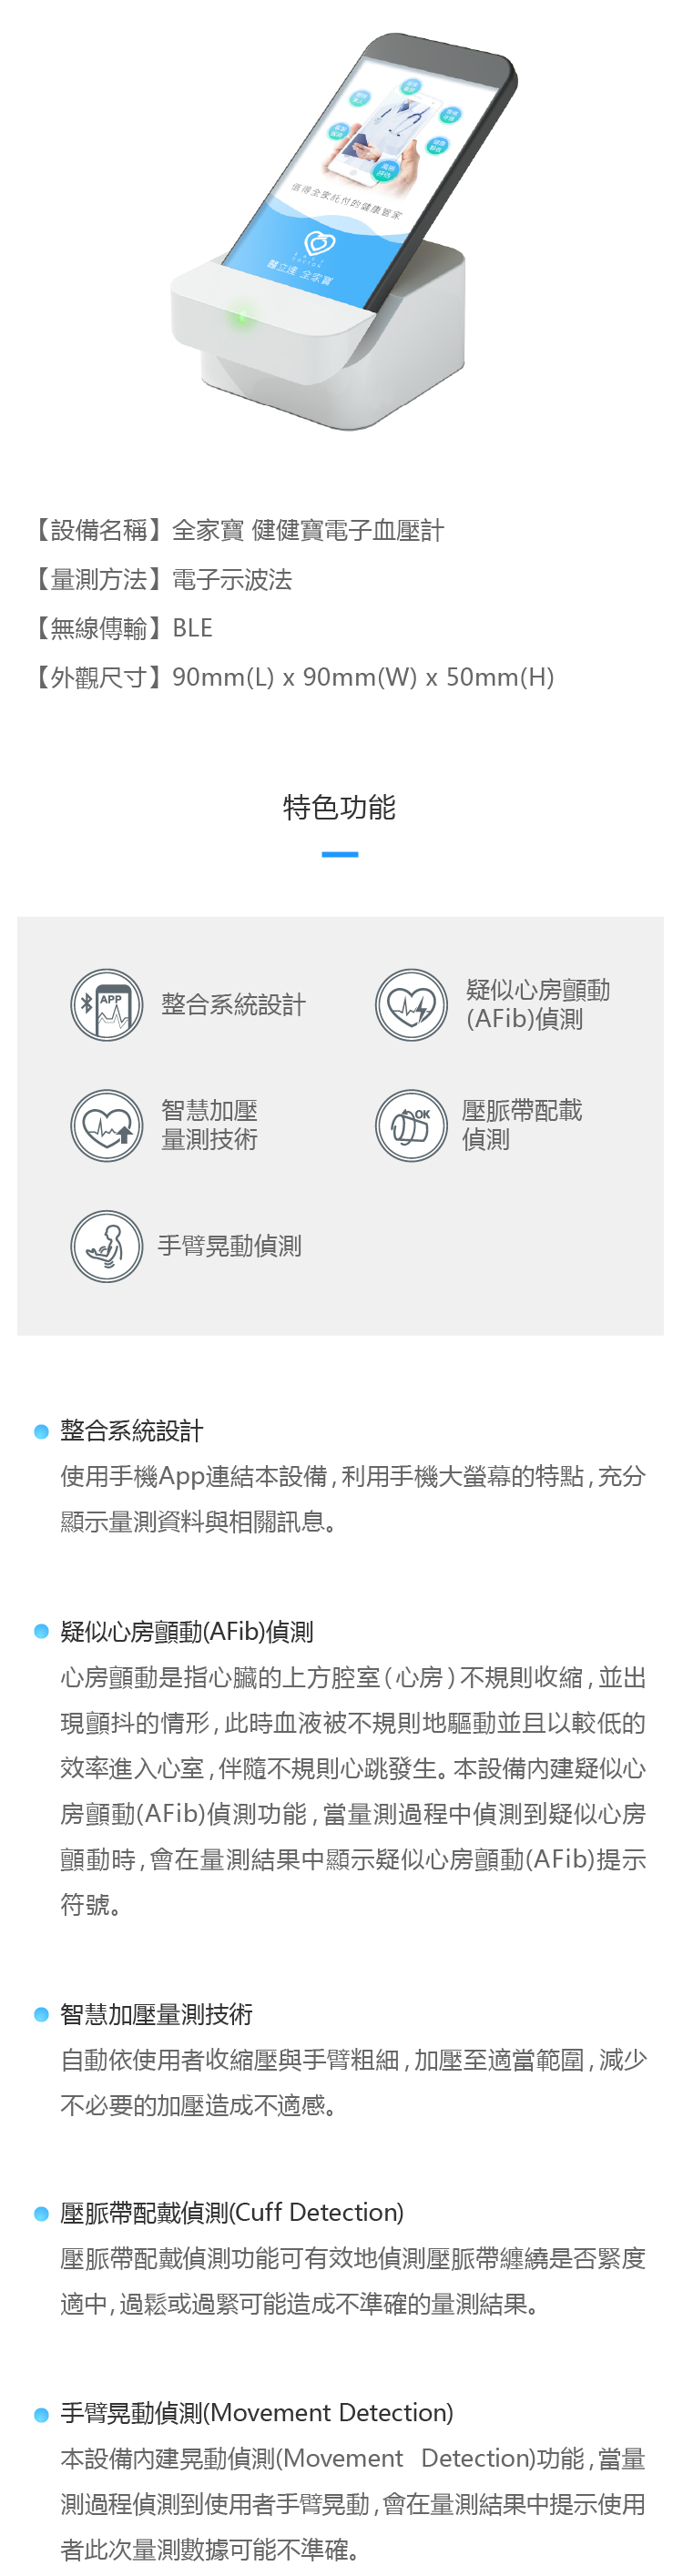 值得全家託付的健康管家
醫立達 全家寶
【設備名稱】全家寶 健健寶電子血壓計
【量測方法】電子示波法
【無線傳輸】BLE
【外觀尺寸】90mm(L) x 90mm(W) x 50mm(H)
特色功能
APP
整合系統設計
疑似心房顫動
(AFib)偵測
智慧加壓
量測技術
OK
壓脈帶配載
偵測
手臂晃動偵測
整合系統設計
使用手機App連結本設備,利用手機大螢幕的特點,充分
顯示量測資料與相關訊息。
疑似心房顫動(AFib)偵測
心房顫動是指心臟的上方腔室(心房)不規則收縮,並出
現顫抖的情形,此時血液被不規則地驅動並且以較低的
效率進入心室,伴隨不規則心跳發生。本設備內建疑似心
房顫動(AFib)偵測功能,當量測過程中偵測到疑似心房
顫動時,會在量測結果中顯示疑似心房顫動(AFib)提示
符號。
智慧加壓量測技術
自動依使用者收縮壓與手臂粗細,加壓至適當範圍,減少
不必要的加壓造成不適感。
壓脈帶配戴偵測(Cuff Detection)
壓脈帶配戴偵測功能可有效地偵測壓脈帶纏繞是否緊度
適中,過鬆或過緊可能造成不準確的量測結果。
手臂晃動偵測(Movement Detection)
本設備內建晃動偵測(Movement Detection)功能,當量
測過程偵測到使用者手臂晃動,會在量測結果中提示使用
者此次量測數據可能不準確。